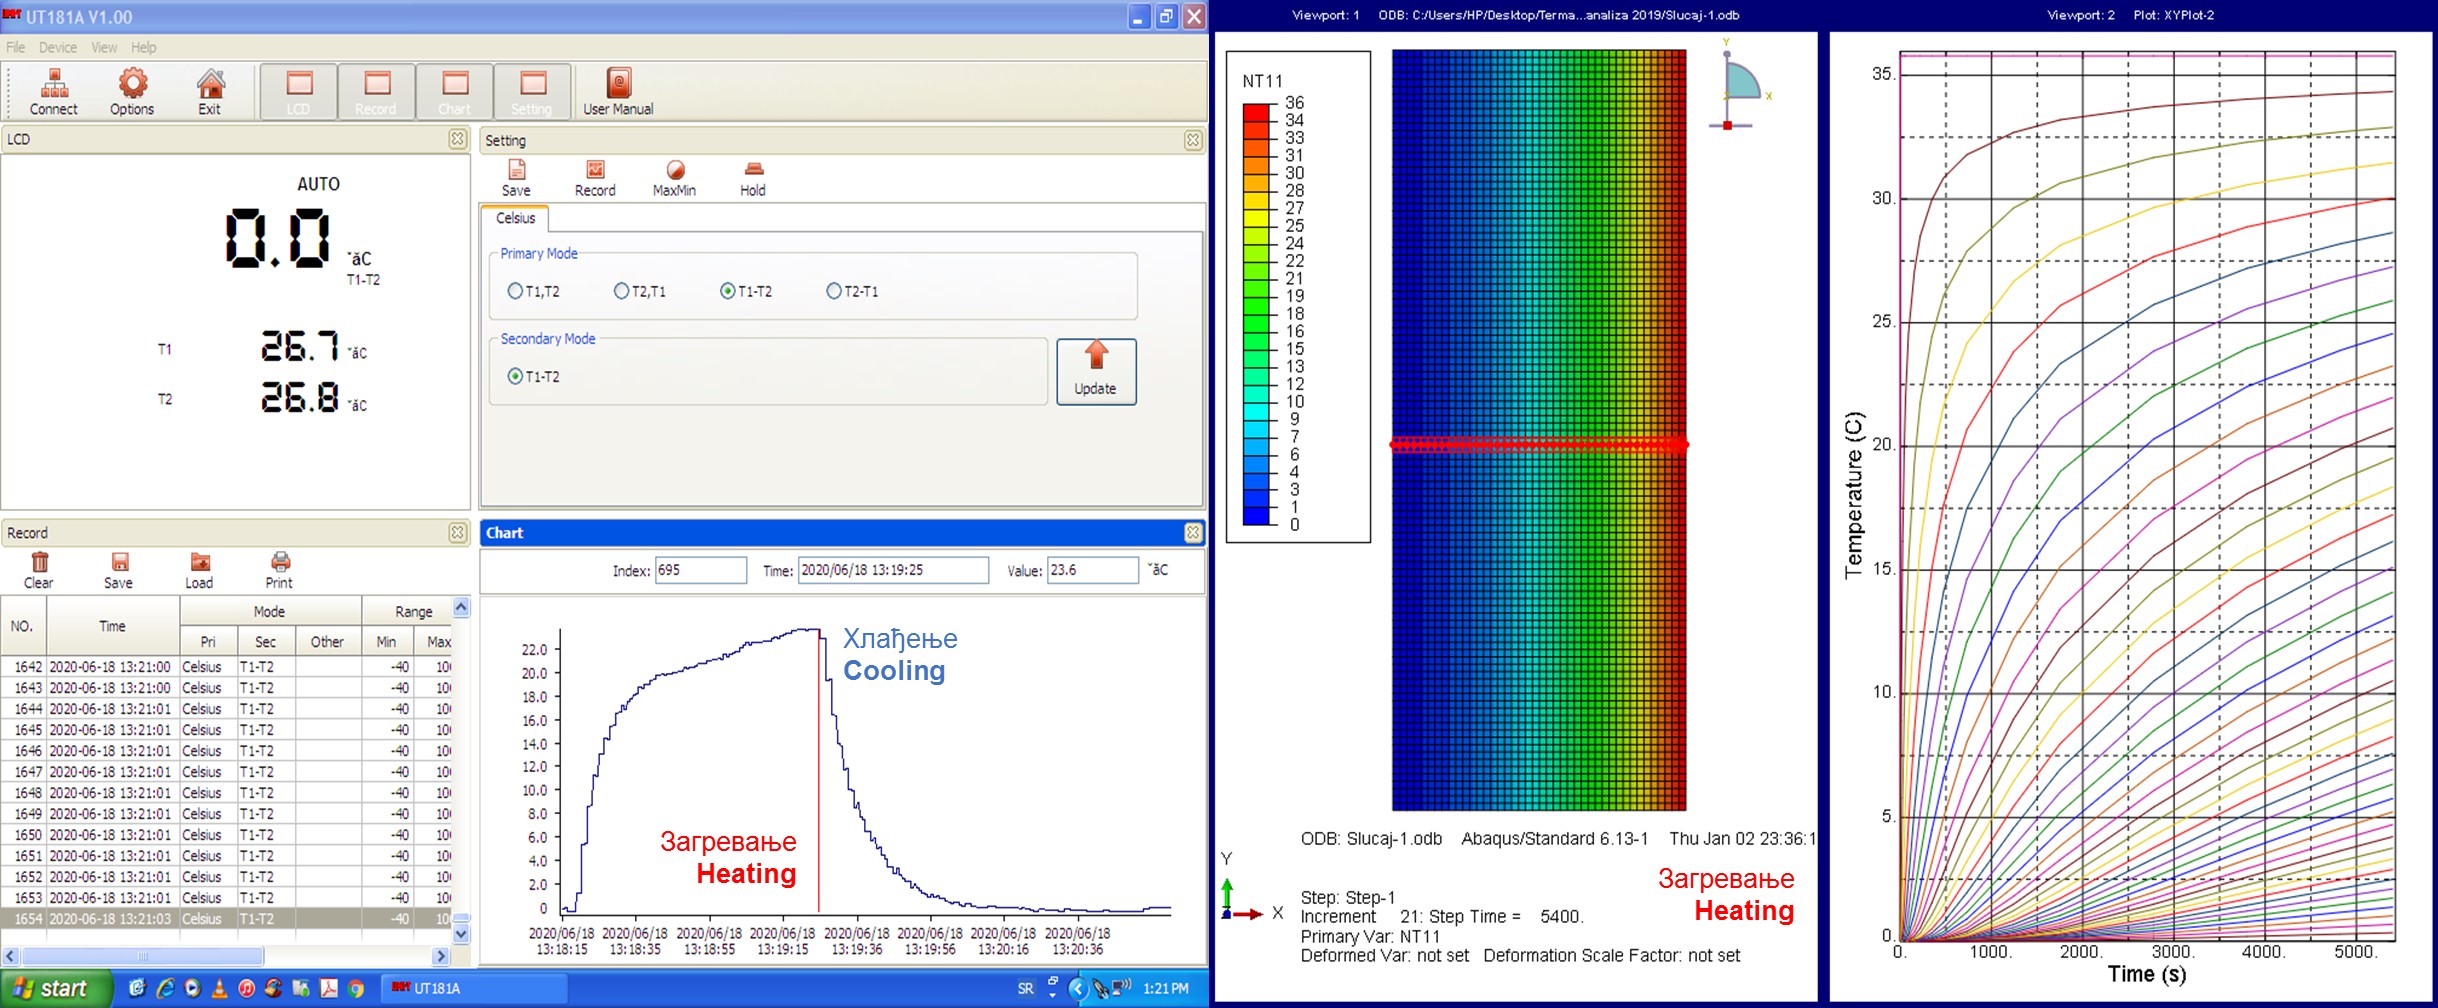 UT181A V1.00
File Device View Help
Connect Options Exit LCD Record Chart Setting User Manual
LCD
AUTO
0.0 ˇăC
T1-T2
T1 26.7 ˇăC
T2 26.8 ˇăC
Setting
Save Record MaxMin Hold
Celsius
Primary Mode
T1,T2 T2,T1 T1-T2 T2-T1
Secondary Mode
T1-T2
Update
Record
Clear Save Load Print
NO. Time Mode Range
Pri Sec Other Min Max
1642 2020-06-18 13:21:00 Celsius T1-T2 -40 10
1643 2020-06-18 13:21:00 Celsius T1-T2 -40 10
1644 2020-06-18 13:21:01 Celsius T1-T2 -40 10
1645 2020-06-18 13:21:01 Celsius T1-T2 -40 10
1646 2020-06-18 13:21:01 Celsius T1-T2 -40 10
1647 2020-06-18 13:21:01 Celsius T1-T2 -40 10
1648 2020-06-18 13:21:01 Celsius T1-T2 -40 10
1649 2020-06-18 13:21:01 Celsius T1-T2 -40 10
1650 2020-06-18 13:21:01 Celsius T1-T2 -40 10
1651 2020-06-18 13:21:01 Celsius T1-T2 -40 10
1652 2020-06-18 13:21:01 Celsius T1-T2 -40 10
1653 2020-06-18 13:21:01 Celsius T1-T2 -40 10
1654 2020-06-18 13:21:03 Celsius T1-T2 -40 10
Chart
Index: 695 Time: 2020/06/18 13:19:25 Value: 23.6 ˇăC
22.0
20.0
18.0
16.0
14.0
12.0
10.0
8.0
6.0
4.0
2.0
0
Хлађење
Cooling
Загревање
Heating
2020/06/18 2020/06/18 2020/06/18 2020/06/18 2020/06/18 2020/06/18 2020/06/18 2020/06/18
13:18:15 13:18:35 13:18:55 13:19:15 13:19:36 13:19:56 13:20:16 13:20:36
start UT181A SR 1:21 PM
Viewport: 1 ODB: C:/Users/HP/Desktop/Terma...analiza 2019/Slucaj-1.odb
NT11
36
34
33
31
30
28
27
25
24
22
21
19
18
16
15
13
12
10
9
7
6
4
3
1
0
Y
X
Z
ODB: Slucaj-1.odb Abaqus/Standard 6.13-1 Thu Jan 02 23:36:1
Y
X
Step: Step-1
Increment 21: Step Time = 5400.
Primary Var: NT11
Deformed Var: not set Deformation Scale Factor: not set
Загревање
Heating
Viewport: 2 Plot: XYPlot-2
35.
30.
25.
20.
15.
10.
5.
0.
Temperature (C)
0. 1000. 2000. 3000. 4000. 5000.
Time (s)